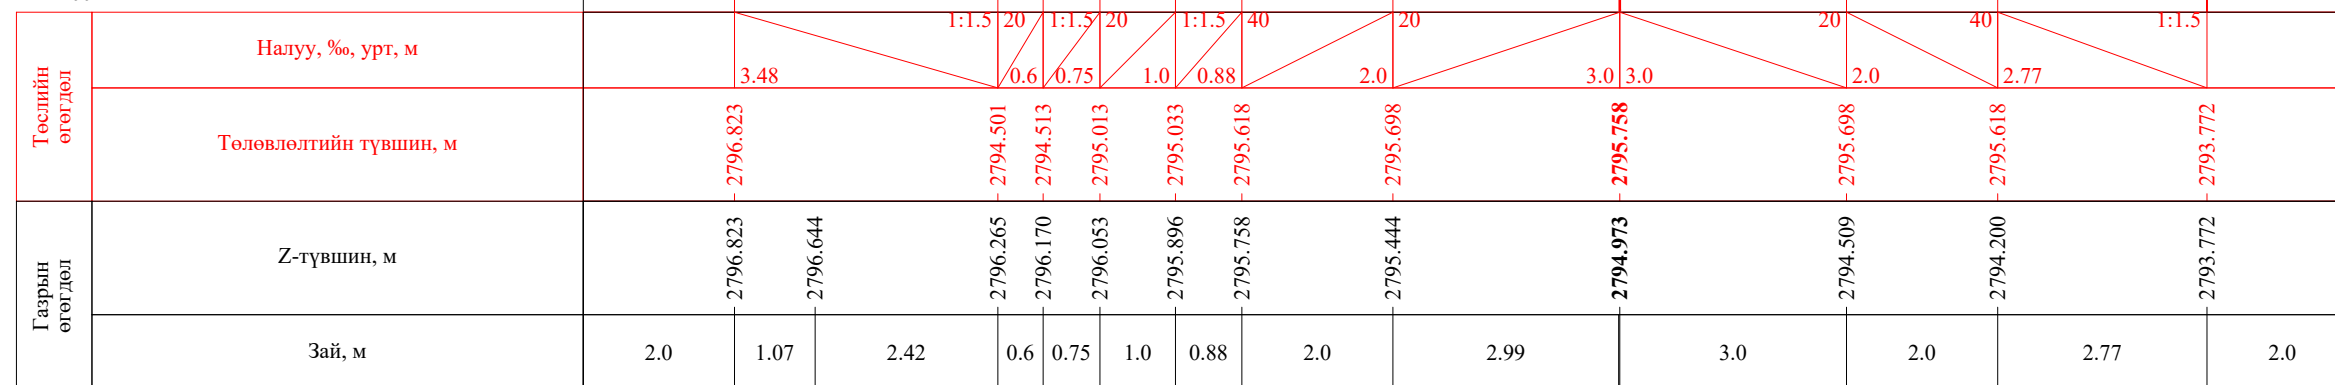 Төслийн
өгөгдөл
Налуу, ‰, урт, м
1:1.5 20 1:1.5 20 1:1.5 40 20 20 40 1:1.5
3.48 0.6 0.75 1.0 0.88 2.0 3.0 3.0 2.0 2.77
Төлөвлөлтийн түвшин, м
2796.823 2794.501 2794.513 2795.013 2795.033 2795.618 2795.698 2795.758 2795.698 2795.618 2793.772
Газрын
өгөгдөл
Z-түвшин, м
2796.823 2796.644 2796.265 2796.170 2796.053 2795.896 2795.758 2795.444 2794.973 2794.509 2794.200 2793.772
Зай, м
2.0 1.07 2.42 0.6 0.75 1.0 0.88 2.0 2.99 3.0 2.0 2.77 2.0